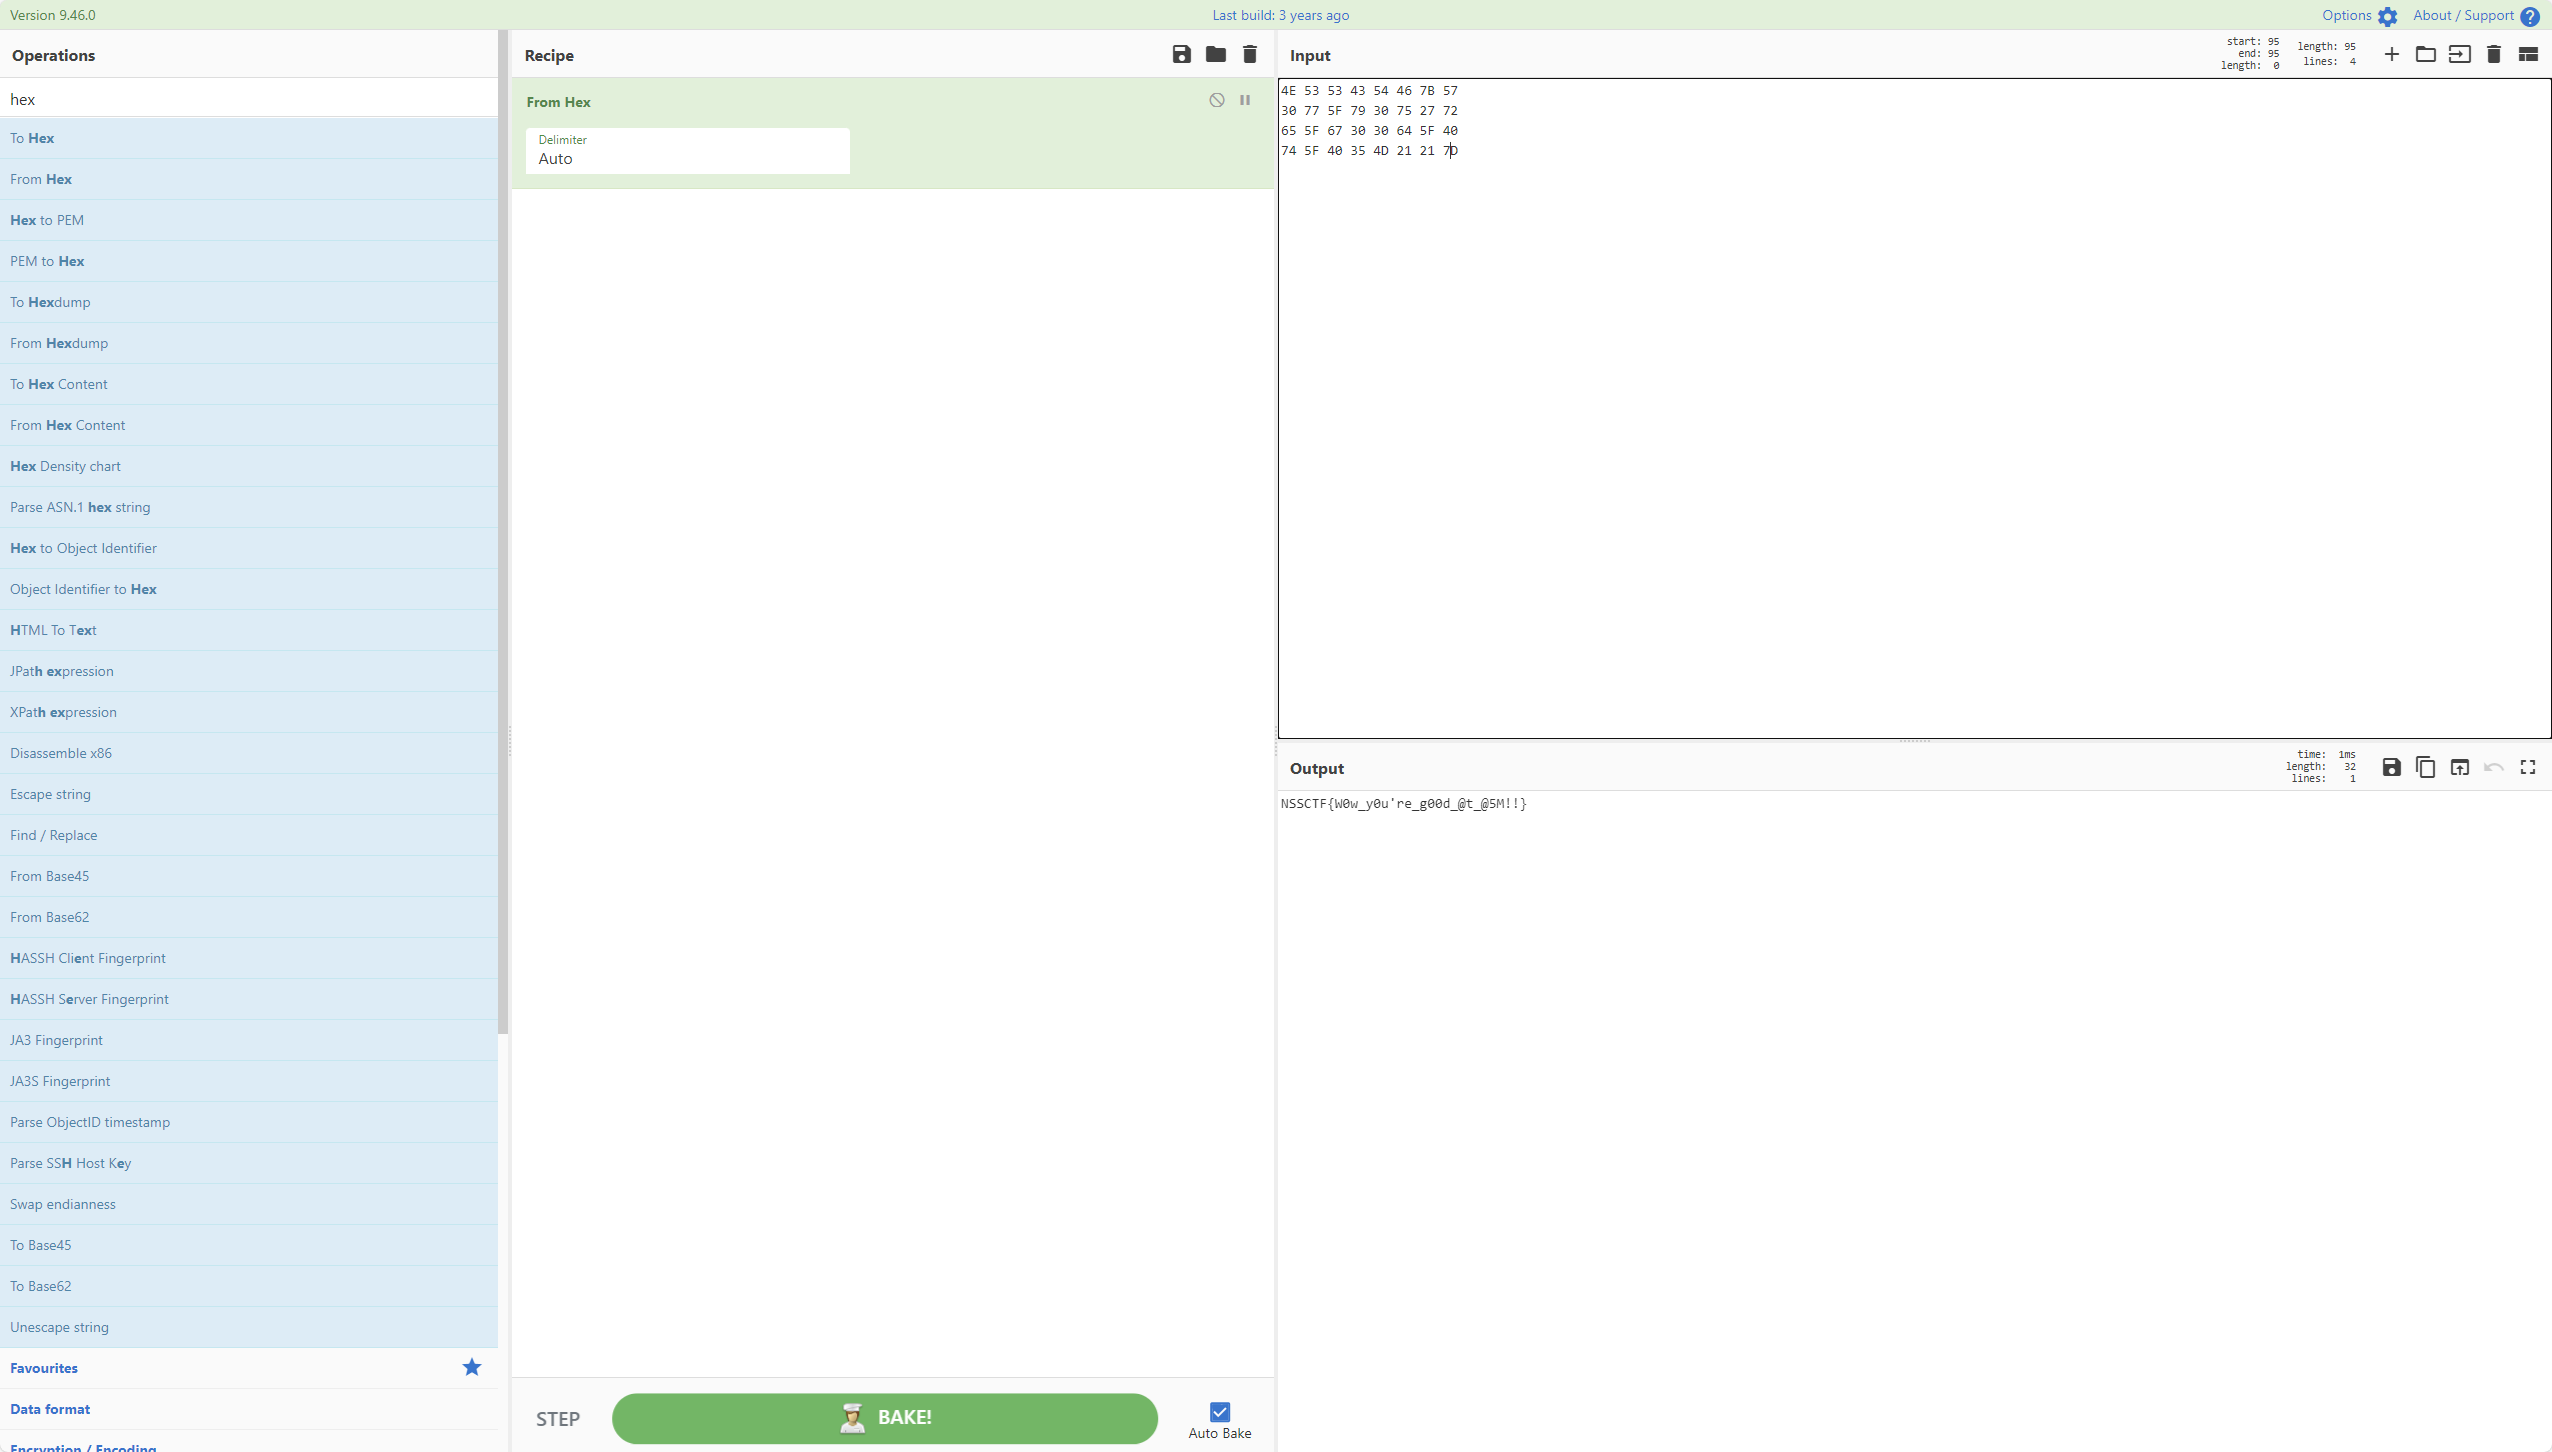 Version 9.46.0
Last build: 3 years ago
Options
About / Support
Operations
hex
To Hex
From Hex
Hex to PEM
PEM to Hex
To Hexdump
From Hexdump
To Hex Content
From Hex Content
Hex Density chart
Parse ASN.1 hex string
Hex to Object Identifier
Object Identifier to Hex
HTML To Text
JPath expression
XPath expression
Disassemble x86
Escape string
Find / Replace
From Base45
From Base62
HASSH Client Fingerprint
HASSH Server Fingerprint
JA3 Fingerprint
JA3S Fingerprint
Parse ObjectID timestamp
Parse SSH Host Key
Swap endianness
To Base45
To Base62
Unescape string
Favourites
Data format
Encryption / Encoding
Recipe
From Hex
Delimiter
Auto
STEP
BAKE!
Auto Bake
Input
start: 95
end: 95
length: 0
length: 95
lines: 4
4E 53 53 43 54 46 7B 57
30 77 5F 79 30 75 27 72
65 5F 67 30 30 64 5F 40
74 5F 40 35 4D 21 21 7D
Output
time: 1ms
length: 32
lines: 1
NSSCTF{W0w_y0u're_g00d_@t_@5M!!}